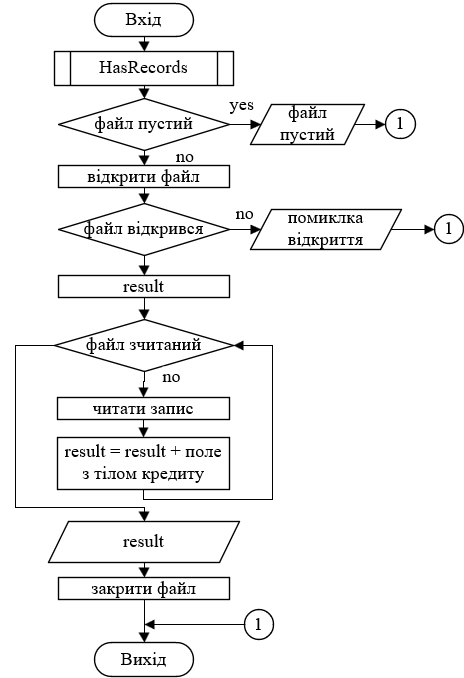 Вхід
HasRecords
файл пустий
yes
файл
пустий
1
no
відкрити файл
файл відкрився
no
помиклка
відкриття
1
result
файл зчитаний
no
читати запис
result = result + поле
з тілом кредиту
result
закрити файл
1
Вихід